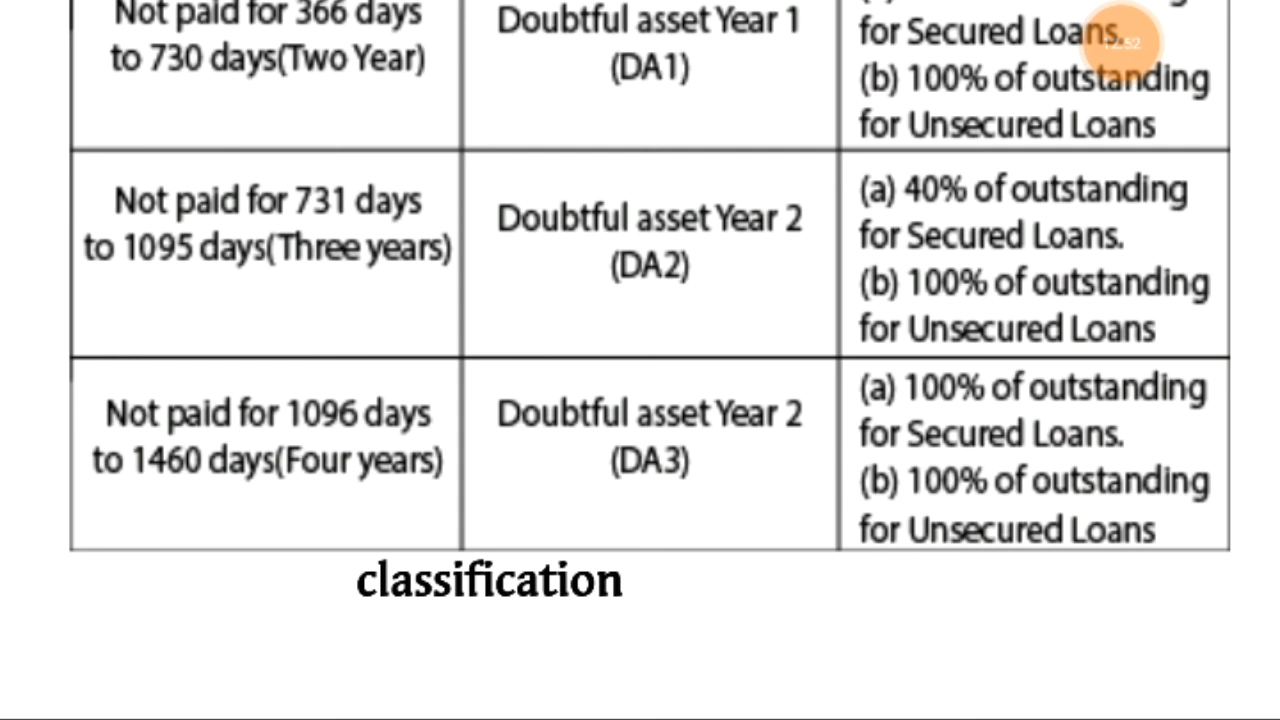 Not paid for 366 days
to 730 days(Two Year)
Doubtful asset Year 1
(DA1)
for Secured Loans.
(b) 100% of outstanding
for Unsecured Loans
Not paid for 731 days
to 1095 days(Three years)
Doubtful asset Year 2
(DA2)
(a) 40% of outstanding
for Secured Loans.
(b) 100% of outstanding
for Unsecured Loans
Not paid for 1096 days
to 1460 days(Four years)
Doubtful asset Year 2
(DA3)
(a) 100% of outstanding
for Secured Loans.
(b) 100% of outstanding
for Unsecured Loans
classification